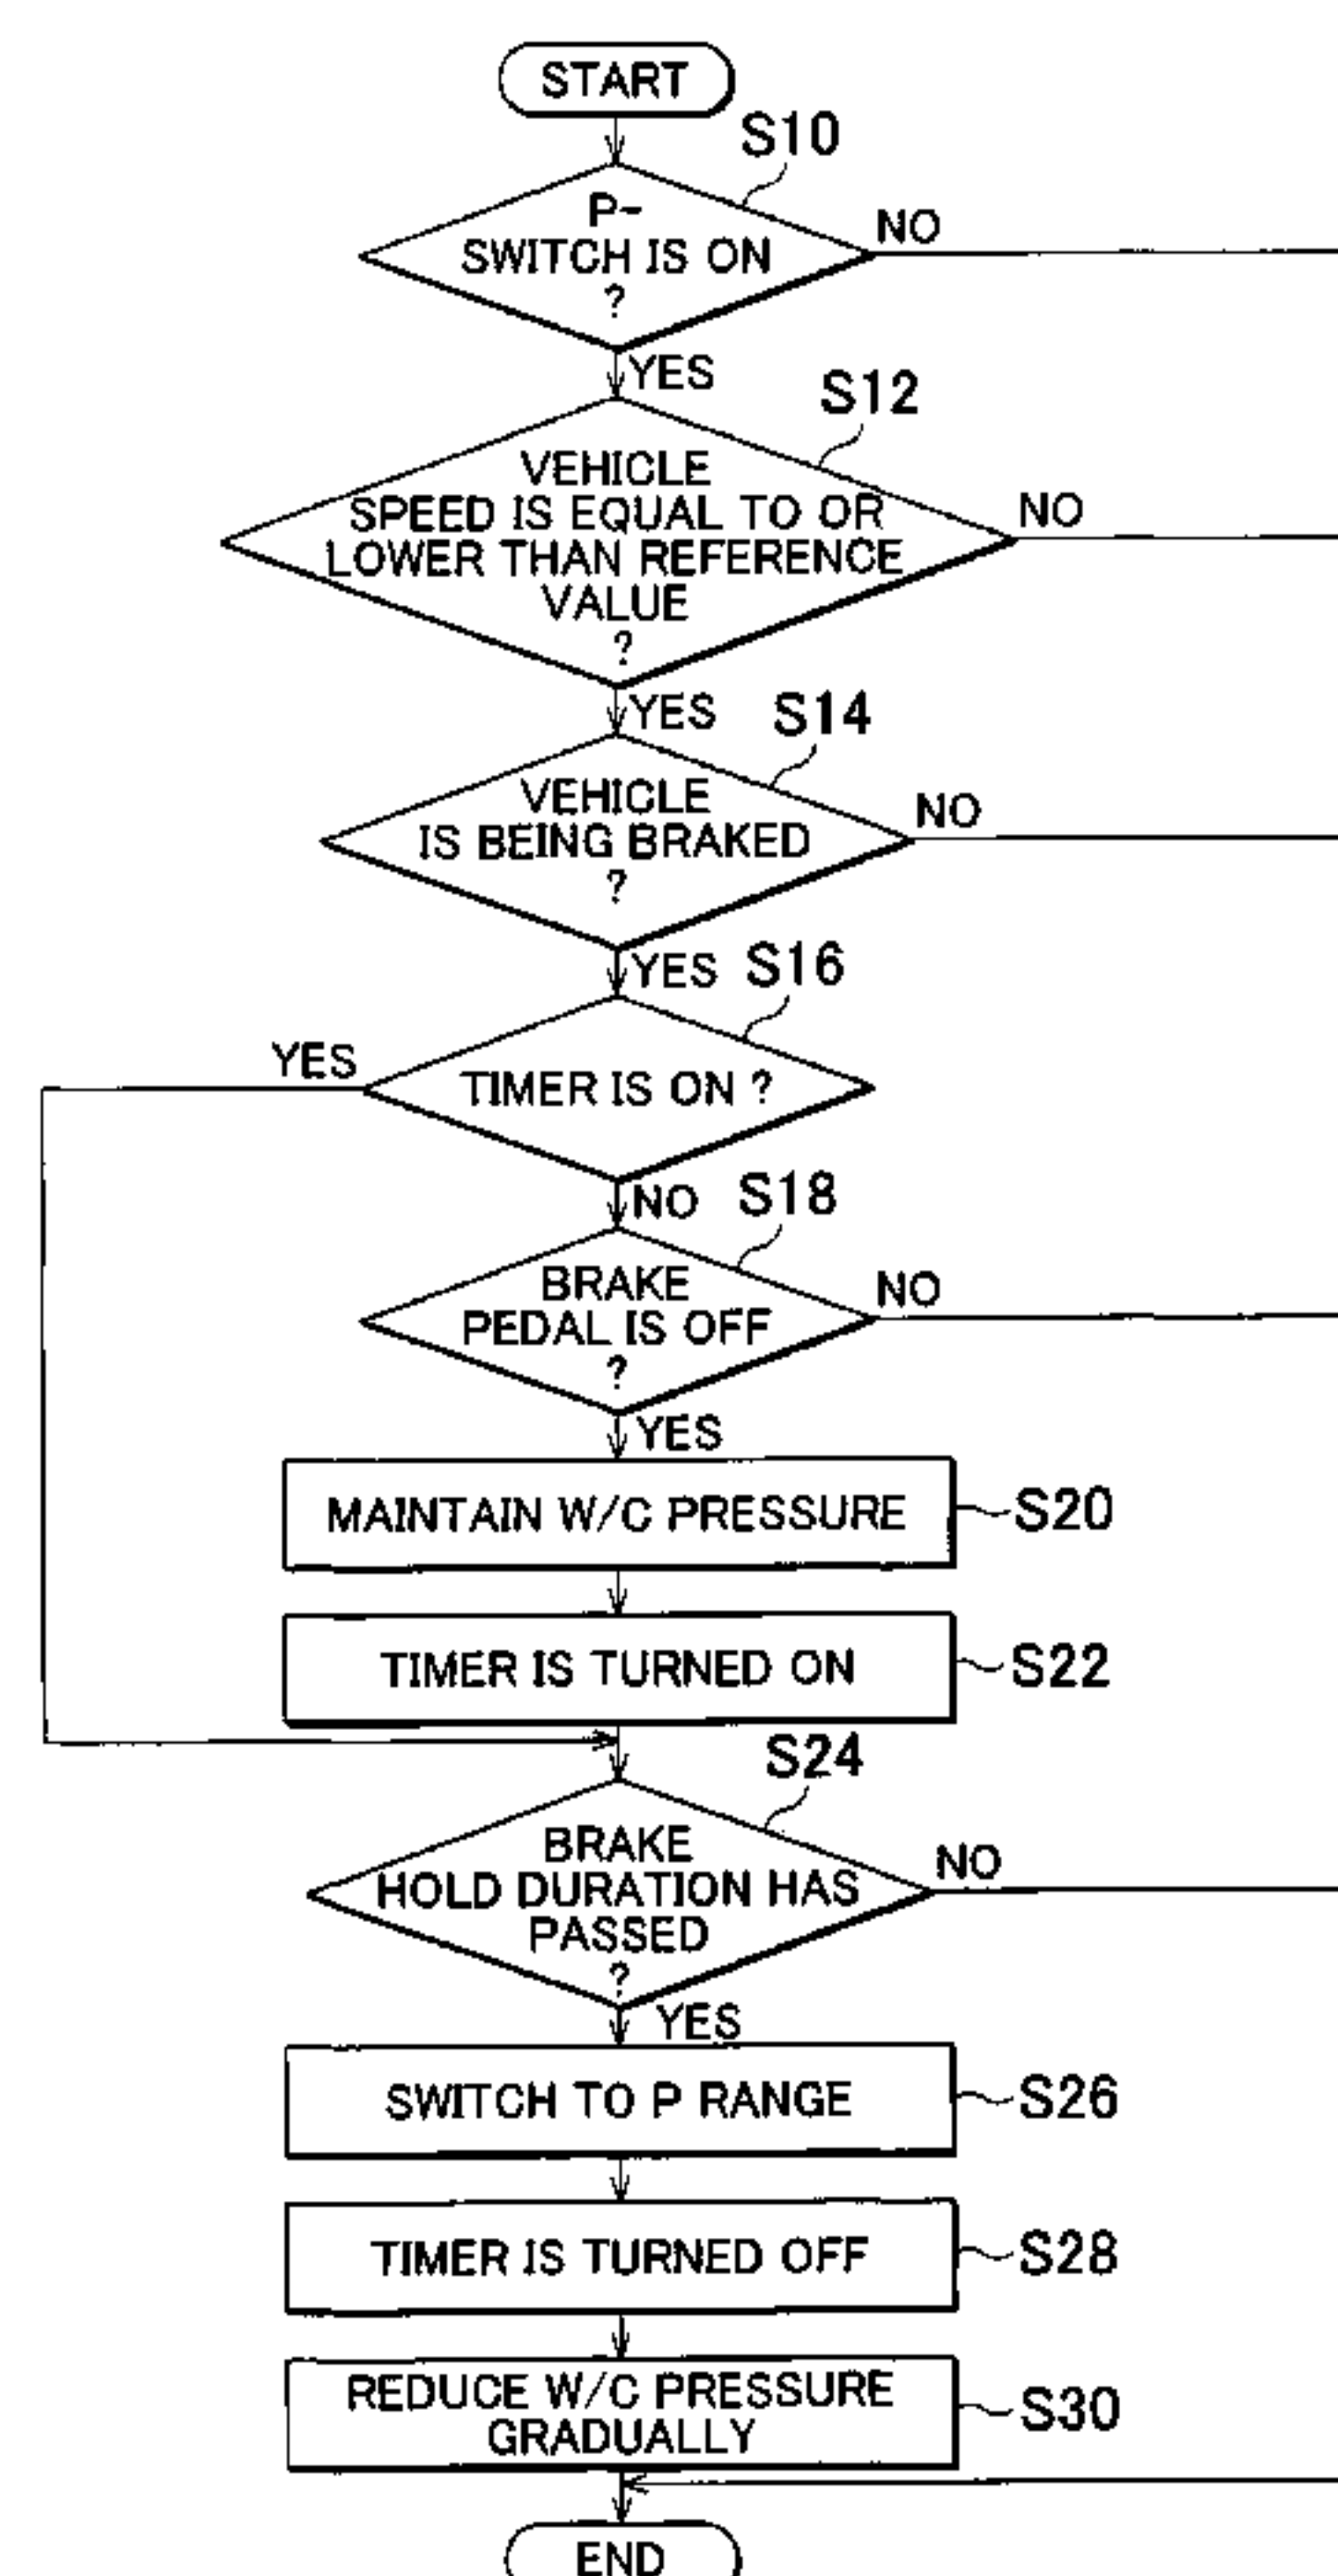 START
S10
P-
SWITCH IS ON
?
NO
YES
S12
VEHICLE
SPEED IS EQUAL TO OR
LOWER THAN REFERENCE
VALUE
?
NO
YES
S14
VEHICLE
IS BEING BRAKED
?
NO
YES
S16
YES
TIMER IS ON ?
NO
S18
BRAKE
PEDAL IS OFF
?
NO
YES
MAINTAIN W/C PRESSURE
S20
TIMER IS TURNED ON
S22
S24
BRAKE
HOLD DURATION HAS
PASSED
?
NO
YES
SWITCH TO P RANGE
S26
TIMER IS TURNED OFF
S28
REDUCE W/C PRESSURE
GRADUALLY
S30
END